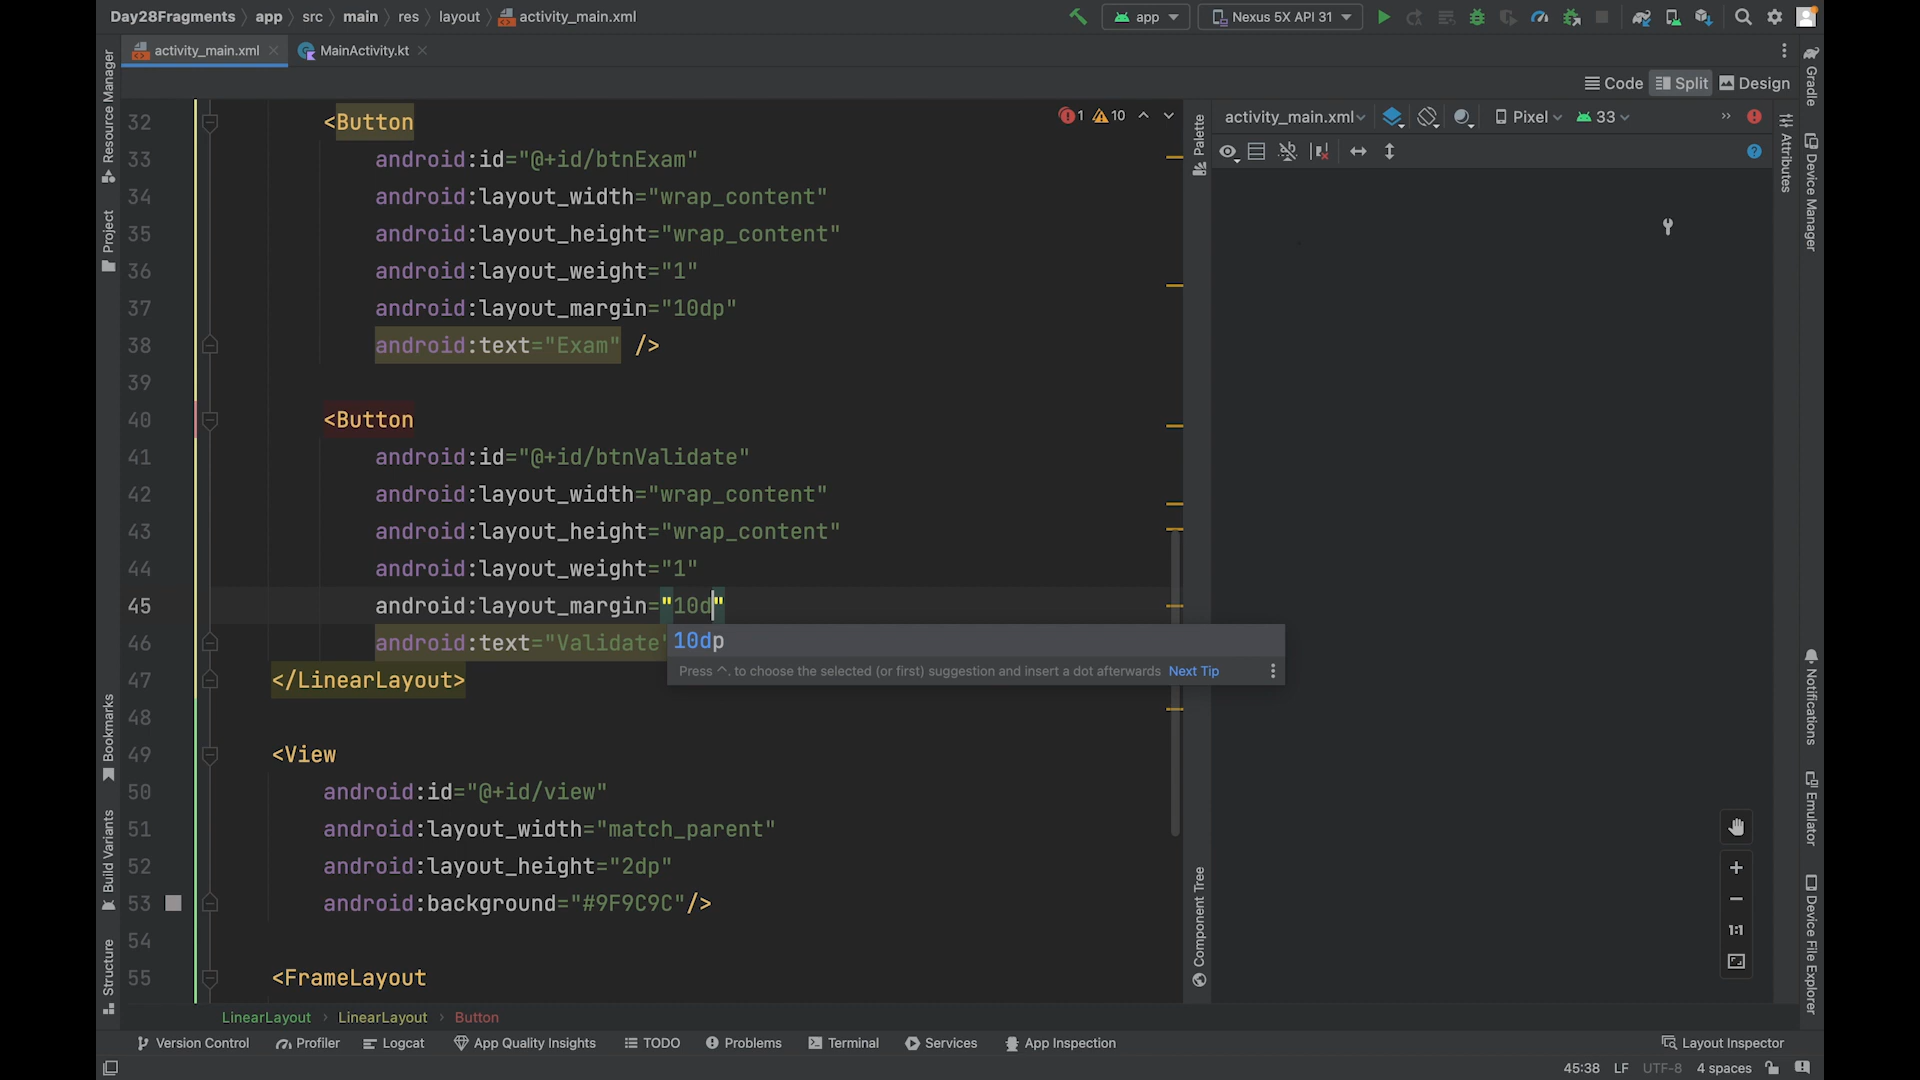 Day28Fragments app src main res layout activity_main.xml app Nexus 5X API 31
activity_main.xml MainActivity.kt
Code Split Design
32 <Button
33 android:id="@+id/btnExam"
34 android:layout_width="wrap_content"
35 android:layout_height="wrap_content"
36 android:layout_weight="1"
37 android:layout_margin="10dp"
38 android:text="Exam" />
39
40 <Button
41 android:id="@+id/btnValidate"
42 android:layout_width="wrap_content"
43 android:layout_height="wrap_content"
44 android:layout_weight="1"
45 android:layout_margin="10d"
46 android:text="Validate"
10dp
Press ^. to choose the selected (or first) suggestion and insert a dot afterwards Next Tip
47 </LinearLayout>
48
49 <View
50 android:id="@+id/view"
51 android:layout_width="match_parent"
52 android:layout_height="2dp"
53 android:background="#9F9C9C"/>
54
55 <FrameLayout
1 10
activity_main.xml Pixel 33
1:1
LinearLayout LinearLayout Button
Version Control Profiler Logcat App Quality Insights TODO Problems Terminal Services App Inspection Layout Inspector
45:38 LF UTF-8 4 spaces
Resource Manager
Project
Bookmarks
Build Variants
Structure
Palette
Component Tree
Attributes
Gradle
Device Manager
Notifications
Emulator
Device File Explorer